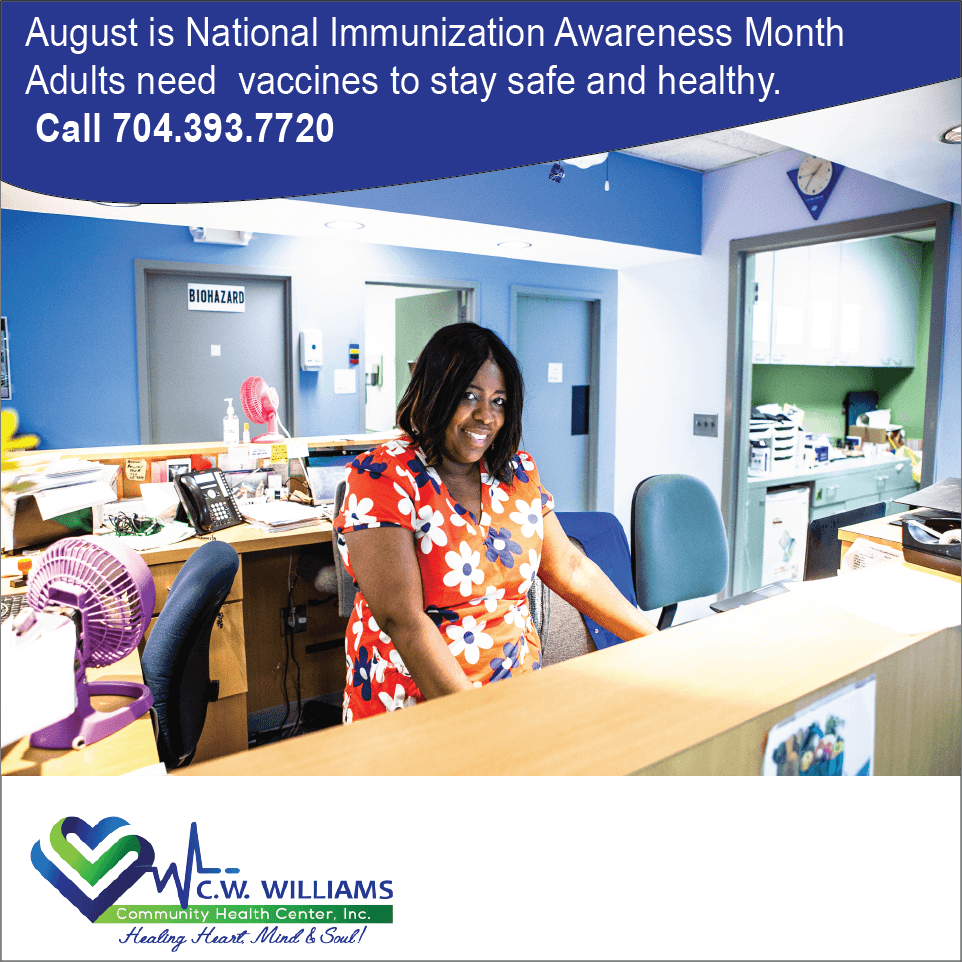 August is National Immunization Awareness Month
Adults need  vaccines to stay safe and healthy.
Call 704.393.7720
BIOHAZARD
C.W. WILLIAMS
Community Health Center, Inc.
Healing Heart, Mind & Soul!